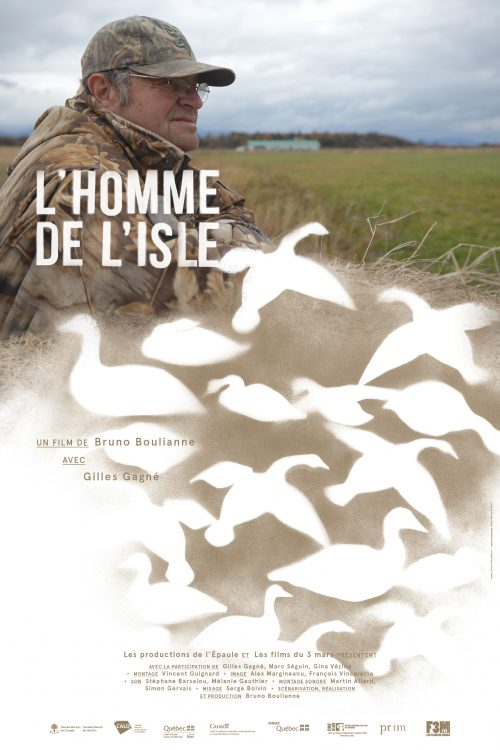 L'HOMME
DE L'ISLE
UN FILM DE Bruno Boulianne
AVEC
Gilles Gagné
Les productions de l'Épaule ET Les films du 3 mars PRÉSENTENT
AVEC LA PARTICIPATION DE Gilles Gagné, Marc Séguin, Gina Vézina
• MONTAGE Vincent Guignard • IMAGE Alex Margineanu, François Vincelette
• SON Stéphane Barsalou, Mélanie Gauthier • MONTAGE SONORE Martin Allard,
Simon Gervais • MIXAGE Serge Boivin • SCÉNARISATION, RÉALISATION
ET PRODUCTION Bruno Boulianne
CALQ
Québec
Canada
SODEC
Québec
prim
F3M